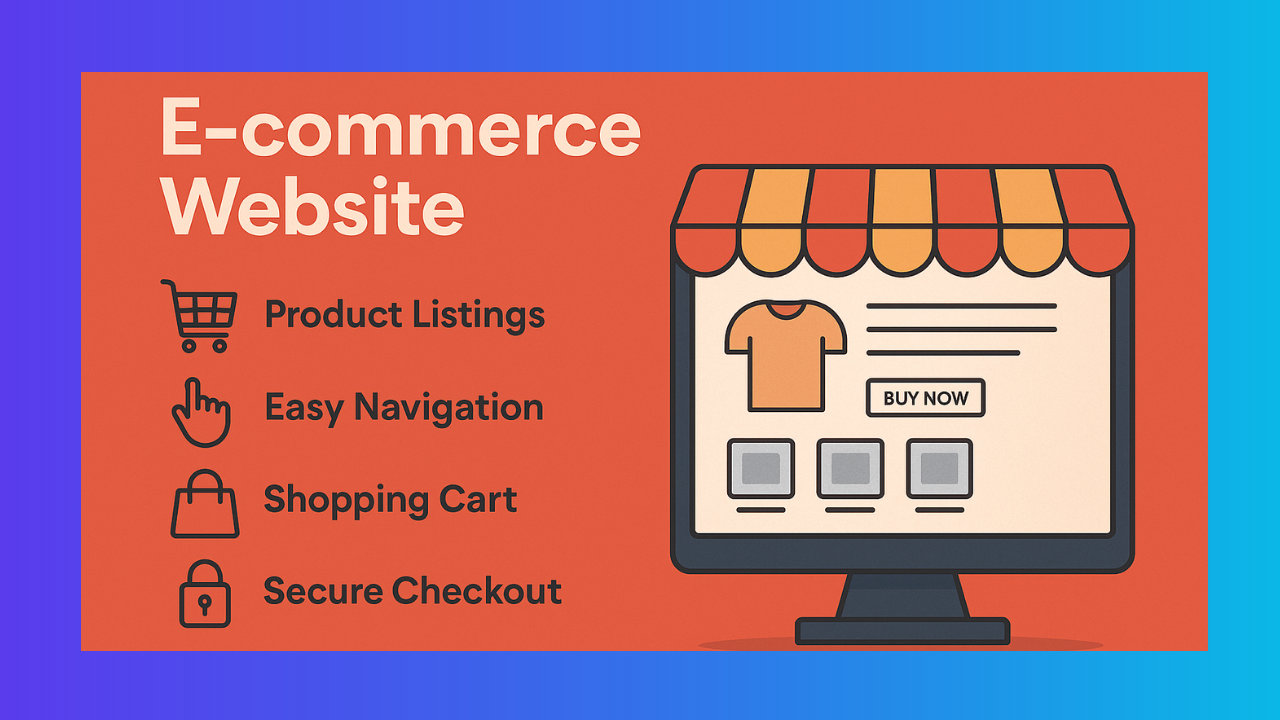 E-commerce
Website
Product Listings
Easy Navigation
Shopping Cart
Secure Checkout
BUY NOW